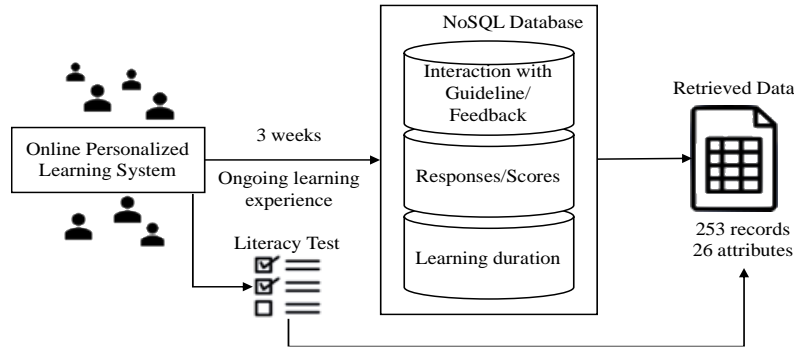 NoSQL Database
Interaction with
Guideline/
Feedback
Retrieved Data
3 weeks
Online Personalized
Learning System
Ongoing learning
experience
Responses/Scores
253 records
26 attributes
Literacy Test
Learning duration